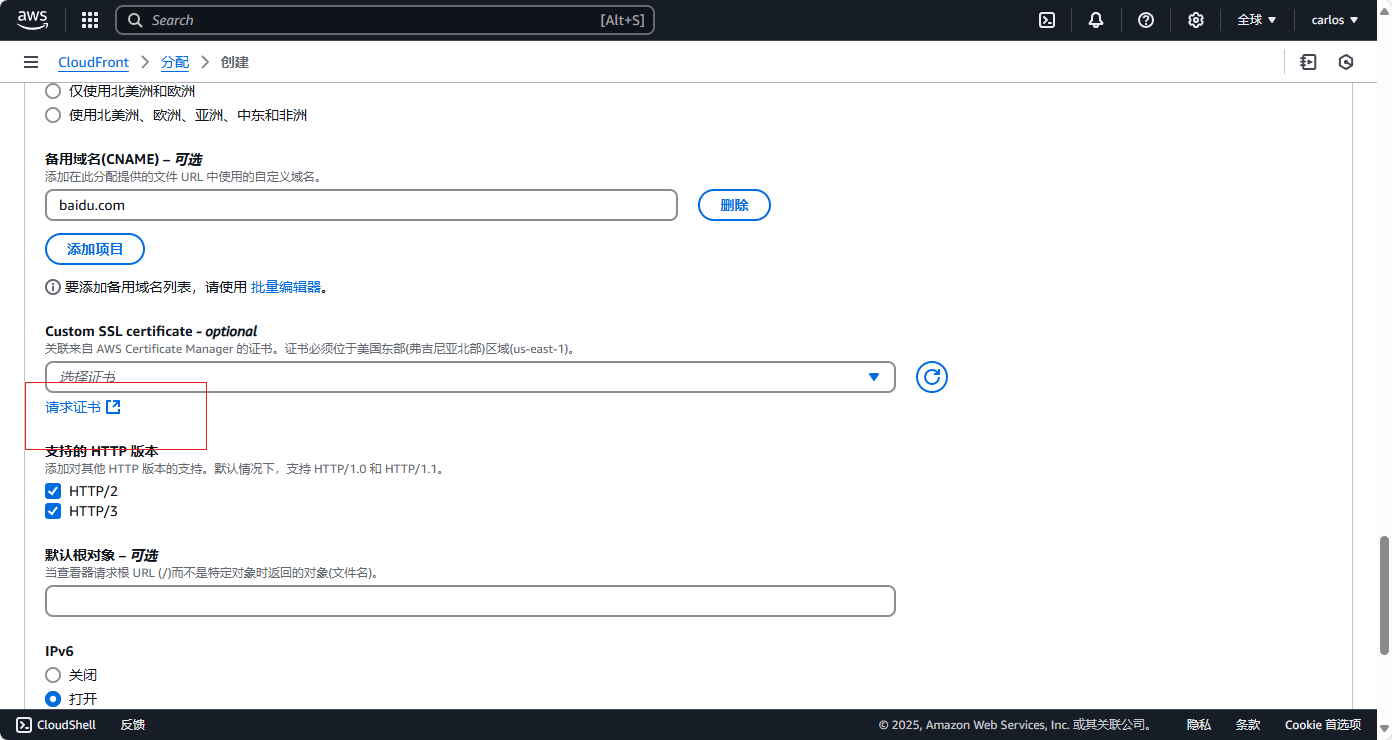 aws Search [Alt+S] 全球 carlos
CloudFront 分配 创建
仅使用北美洲和欧洲
使用北美洲、欧洲、亚洲、中东和非洲
备用域名(CNAME) – 可选
添加在此分配提供的文件 URL 中使用的自定义域名。
baidu.com 删除
添加项目
要添加备用域名列表，请使用 批量编辑器。
Custom SSL certificate - optional
关联来自 AWS Certificate Manager 的证书。证书必须位于美国东部(弗吉尼亚北部)区域(us-east-1)。
选择证书
请求证书
支持的 HTTP 版本
添加对其他 HTTP 版本的支持。默认情况下，支持 HTTP/1.0 和 HTTP/1.1。
HTTP/2
HTTP/3
默认根对象 – 可选
当查看器请求根 URL (/)而不是特定对象时返回的对象(文件名)。
IPv6
关闭
打开
CloudShell 反馈 © 2025, Amazon Web Services, Inc. 或其关联公司。 隐私 条款 Cookie 首选项